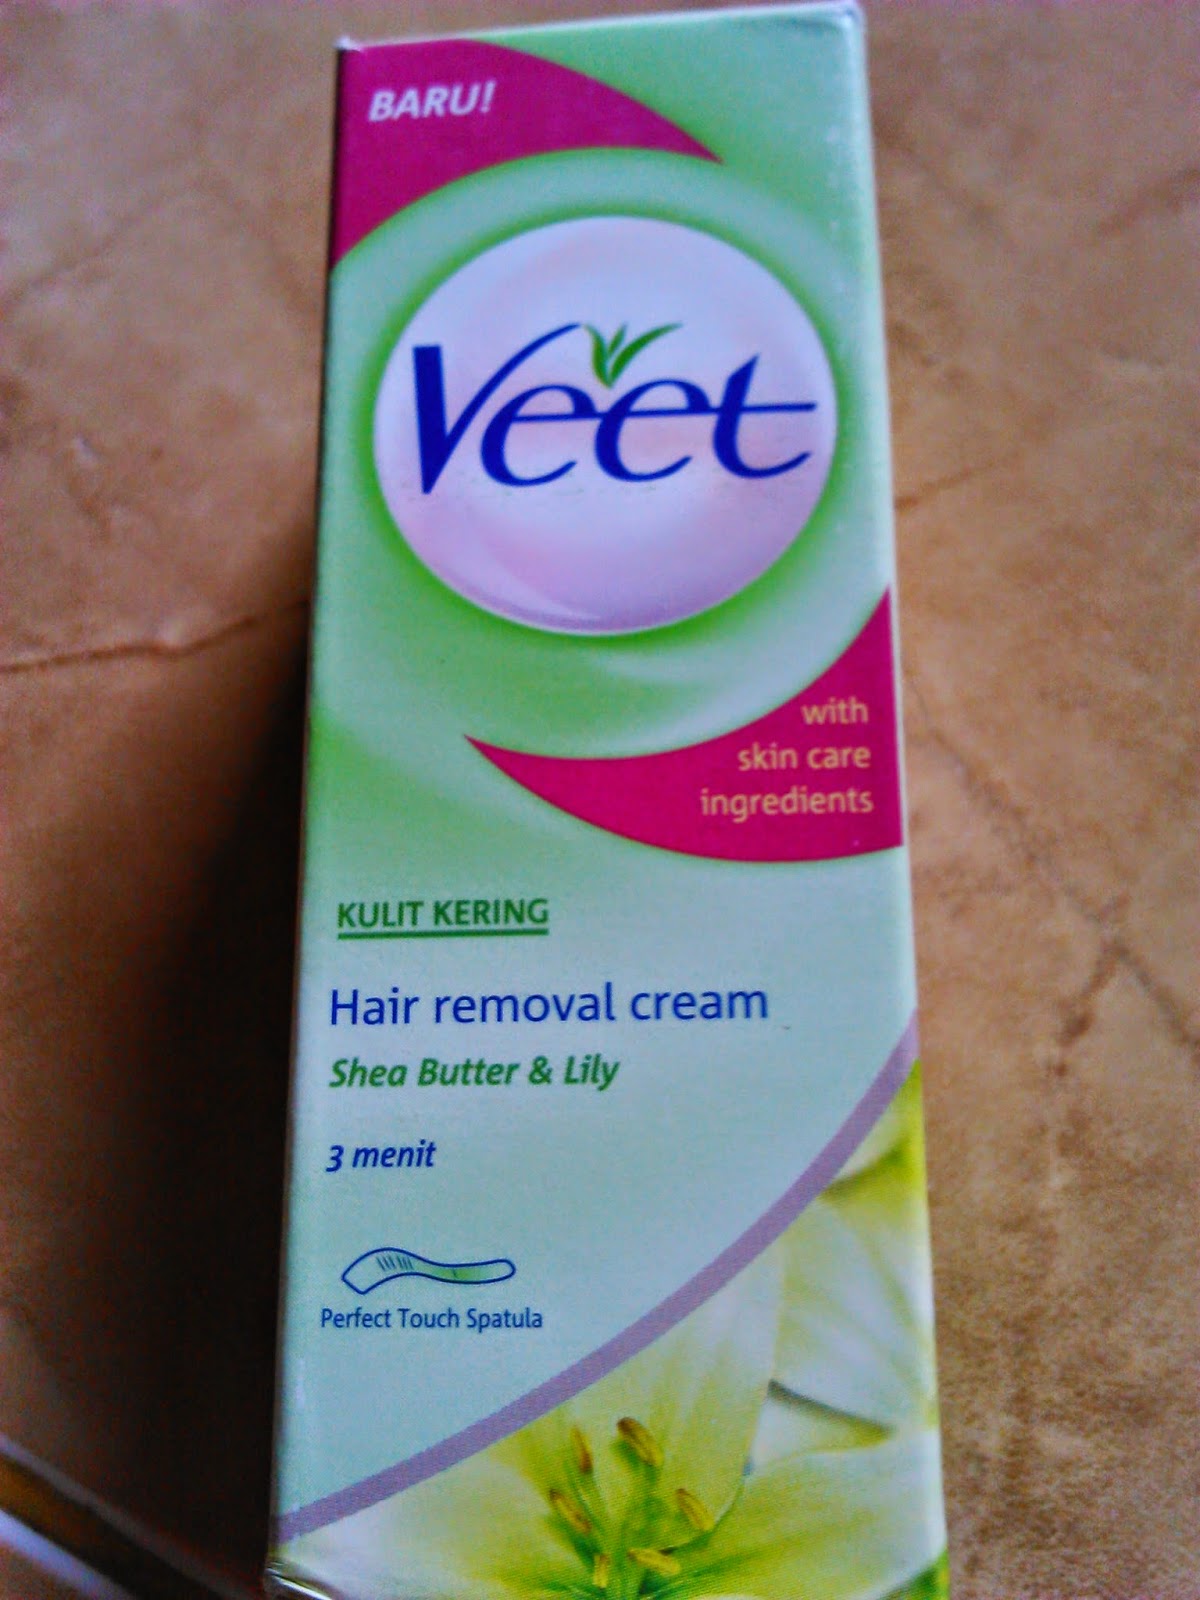 BARU!
Veet
with
skin care
ingredients
KULIT KERING
Hair removal cream
Shea Butter & Lily
3 menit
Perfect Touch Spatula